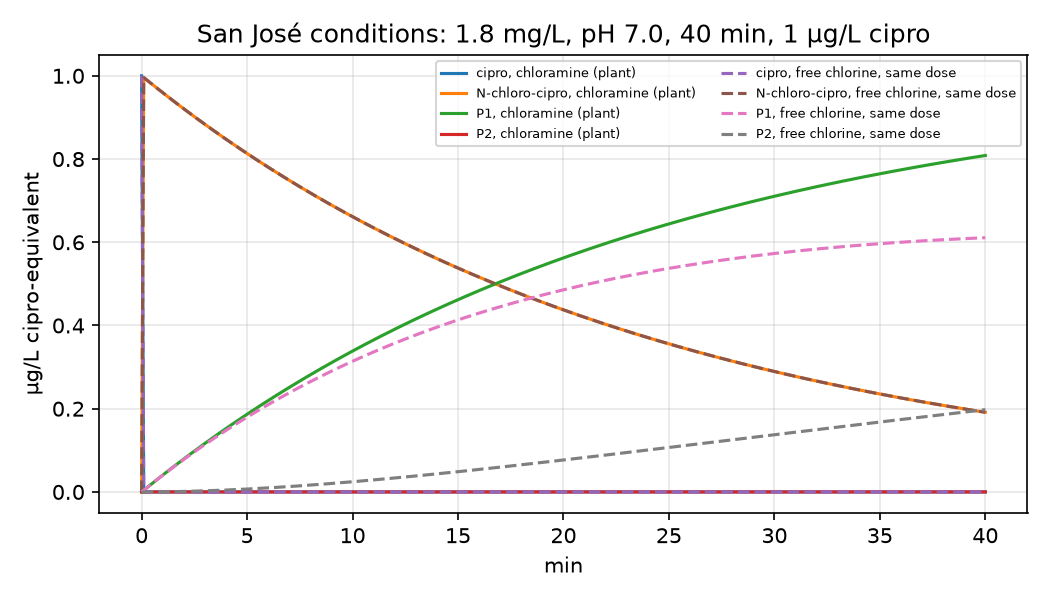 San José conditions: 1.8 mg/L, pH 7.0, 40 min, 1 µg/L cipro
cipro, chloramine (plant)
N-chloro-cipro, chloramine (plant)
P1, chloramine (plant)
P2, chloramine (plant)
cipro, free chlorine, same dose
N-chloro-cipro, free chlorine, same dose
P1, free chlorine, same dose
P2, free chlorine, same dose
µg/L cipro-equivalent
1.0
0.8
0.6
0.4
0.2
0.0
0 5 10 15 20 25 30 35 40
min